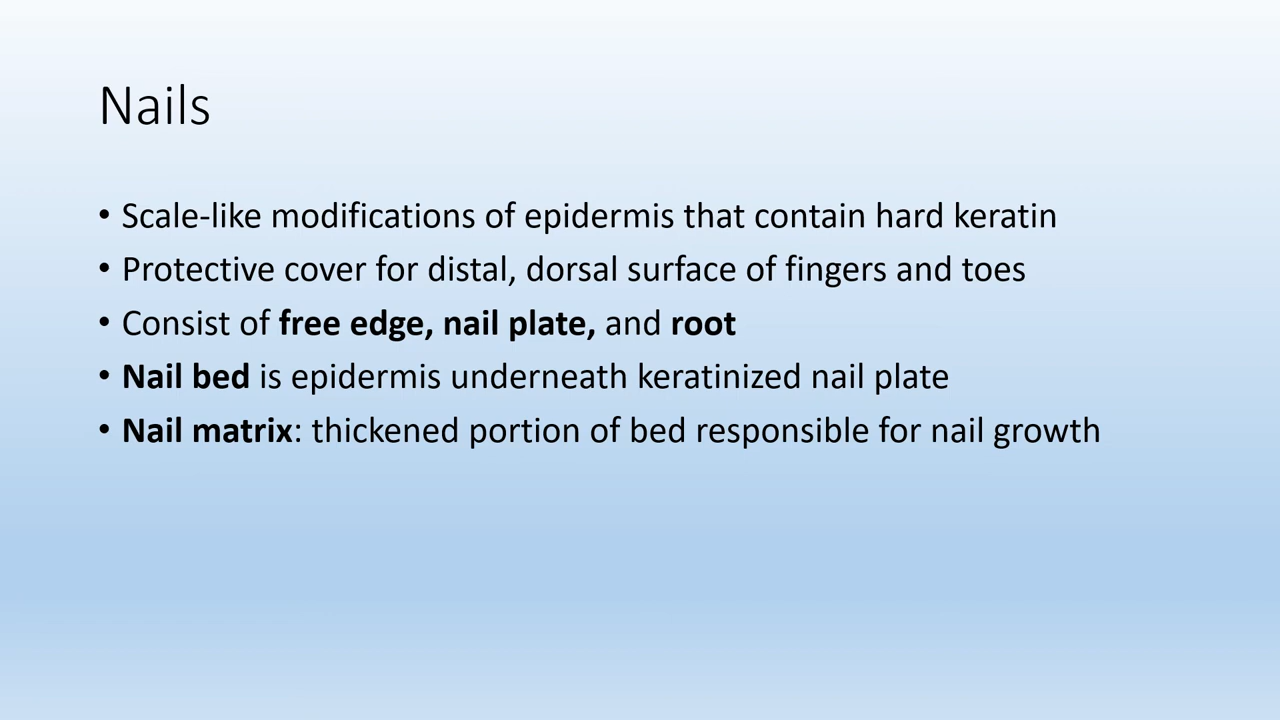 Nails
• Scale-like modifications of epidermis that contain hard keratin
• Protective cover for distal, dorsal surface of fingers and toes
• Consist of free edge, nail plate, and root
• Nail bed is epidermis underneath keratinized nail plate
• Nail matrix: thickened portion of bed responsible for nail growth